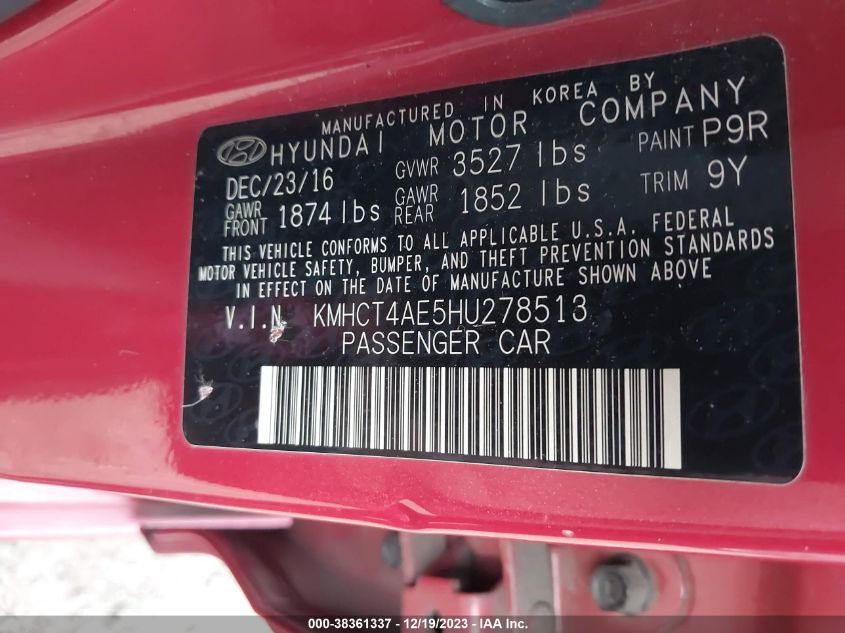 MANUFACTURED IN KOREA BY
HYUNDAI MOTOR COMPANY
DEC/23/16 GVWR 3527 lbs PAINT P9R
GAWR FRONT 1874 lbs GAWR REAR 1852 lbs TRIM 9Y
THIS VEHICLE CONFORMS TO ALL APPLICABLE U.S.A. FEDERAL
MOTOR VEHICLE SAFETY, BUMPER, AND THEFT PREVENTION STANDARDS
IN EFFECT ON THE DATE OF MANUFACTURE SHOWN ABOVE
V.I.N KMHCT4AE5HU278513
PASSENGER CAR
000-38361337 - 12/19/2023 - IAA Inc.